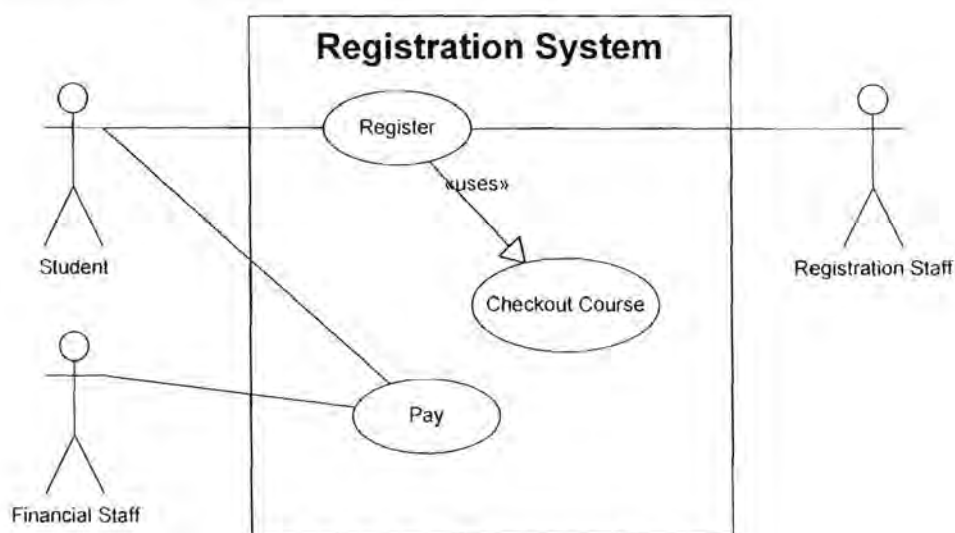 Registration System
Register
«uses»
Student
Registration Staff
Checkout Course
Pay
Financial Staff